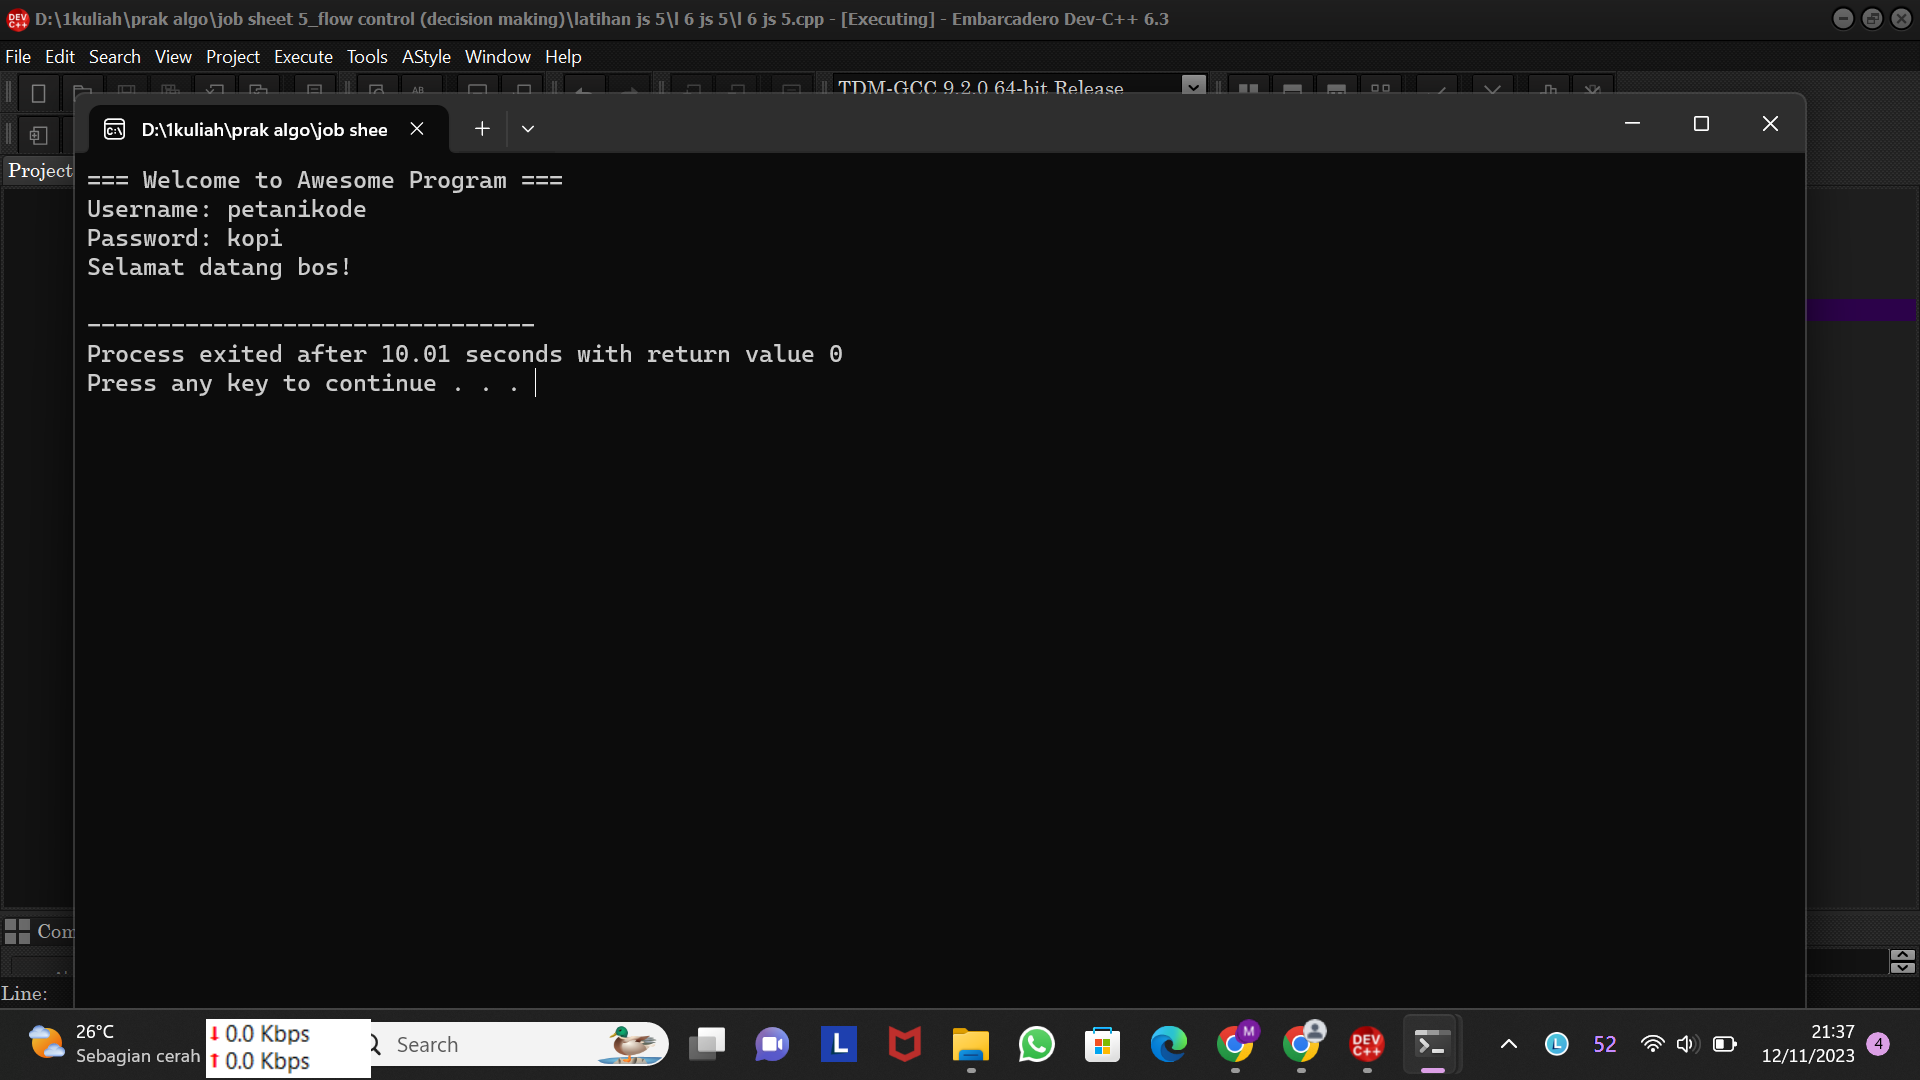 D:\1kuliah\prak algo\job sheet 5_flow control (decision making)\latihan js 5\l 6 js 5\l 6 js 5.cpp - [Executing] - Embarcadero Dev-C++ 6.3
File Edit Search View Project Execute Tools AStyle Window Help
TDM-GCC 9.2.0 64-bit Release
D:\1kuliah\prak algo\job shee
Project
=== Welcome to Awesome Program ===
Username: petanikode
Password: kopi
Selamat datang bos!
--------------------------------
Process exited after 10.01 seconds with return value 0
Press any key to continue . . .
Com
Line:
26°C
Sebagian cerah
0.0 Kbps
0.0 Kbps
Search
L
M
DEV C++
L
52
21:37
12/11/2023
4